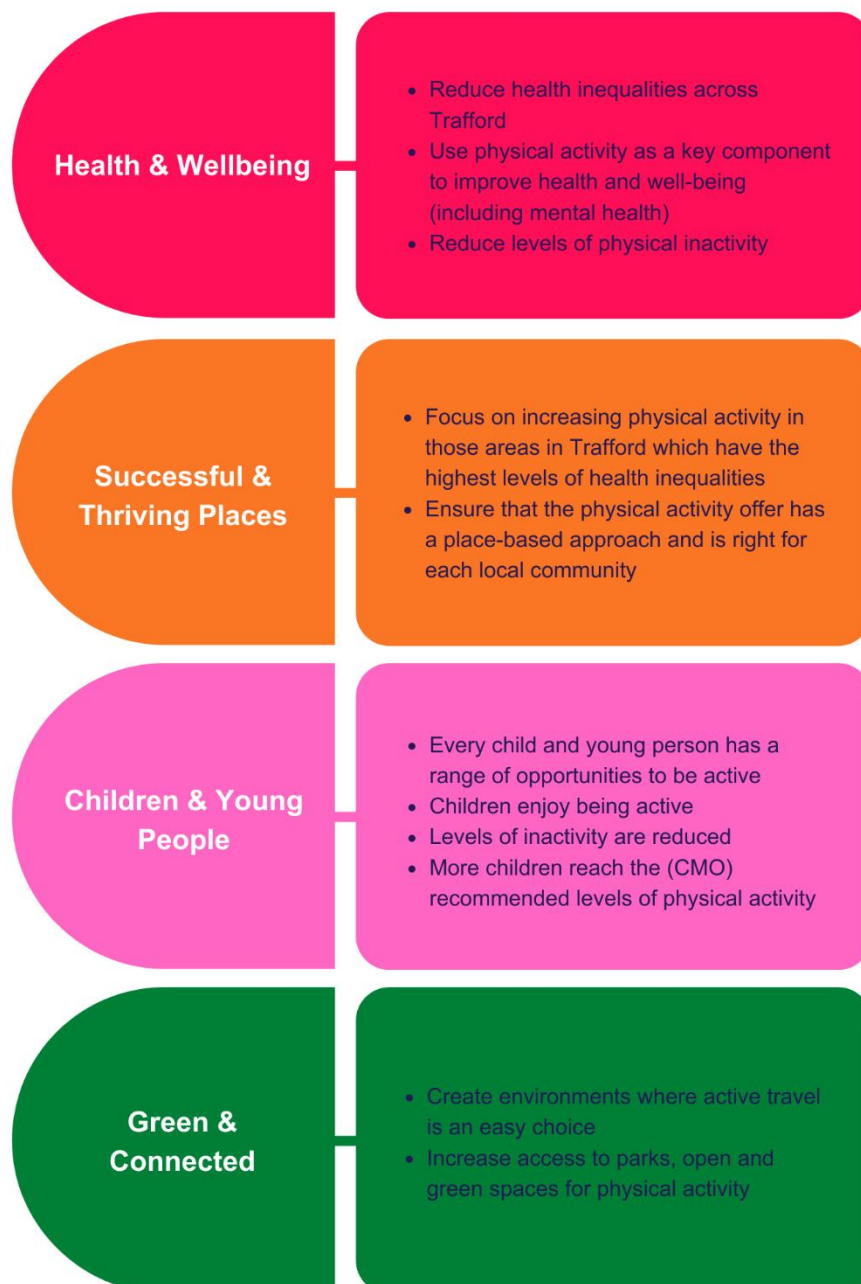 Health & Wellbeing
• Reduce health inequalities across
Trafford
• Use physical activity as a key component
to improve health and well-being
(including mental health)
• Reduce levels of physical inactivity
Successful &
Thriving Places
• Focus on increasing physical activity in
those areas in Trafford which have the
highest levels of health inequalities
• Ensure that the physical activity offer has
a place-based approach and is right for
each local community
Children & Young
People
• Every child and young person has a
range of opportunities to be active
• Children enjoy being active
• Levels of inactivity are reduced
• More children reach the (CMO)
recommended levels of physical activity
Green &
Connected
• Create environments where active travel
is an easy choice
• Increase access to parks, open and
green spaces for physical activity